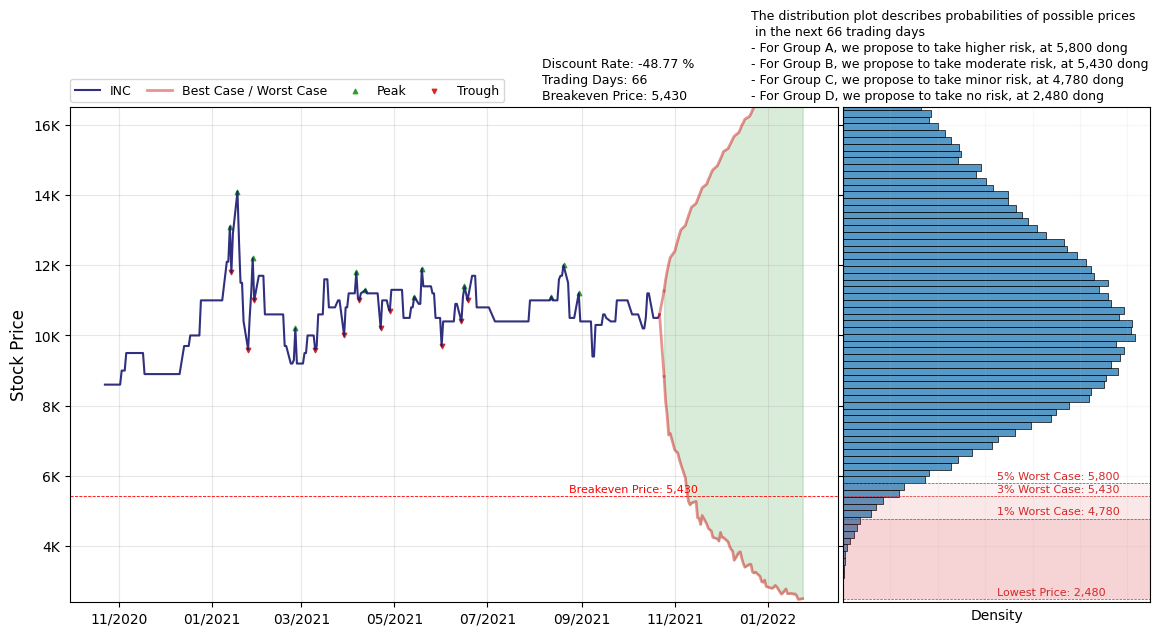 The distribution plot describes probabilities of possible prices
in the next 66 trading days
- For Group A, we propose to take higher risk, at 5,800 dong
- For Group B, we propose to take moderate risk, at 5,430 dong
- For Group C, we propose to take minor risk, at 4,780 dong
- For Group D, we propose to take no risk, at 2,480 dong
Discount Rate: -48.77 %
Trading Days: 66
Breakeven Price: 5,430
INC
Best Case / Worst Case
Peak
Trough
Stock Price
16K
14K
12K
10K
8K
6K
4K
Breakeven Price: 5,430
5% Worst Case: 5,800
3% Worst Case: 5,430
1% Worst Case: 4,780
Lowest Price: 2,480
11/2020
01/2021
03/2021
05/2021
07/2021
09/2021
11/2021
01/2022
Density